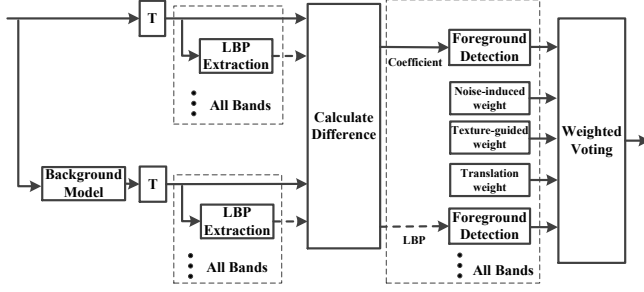 T
LBP
Extraction
All Bands
Background
Model
T
LBP
Extraction
All Bands
Calculate
Difference
Coefficient
Foreground
Detection
Noise-induced
weight
Texture-guided
weight
Translation
weight
LBP
Foreground
Detection
All Bands
Weighted
Voting